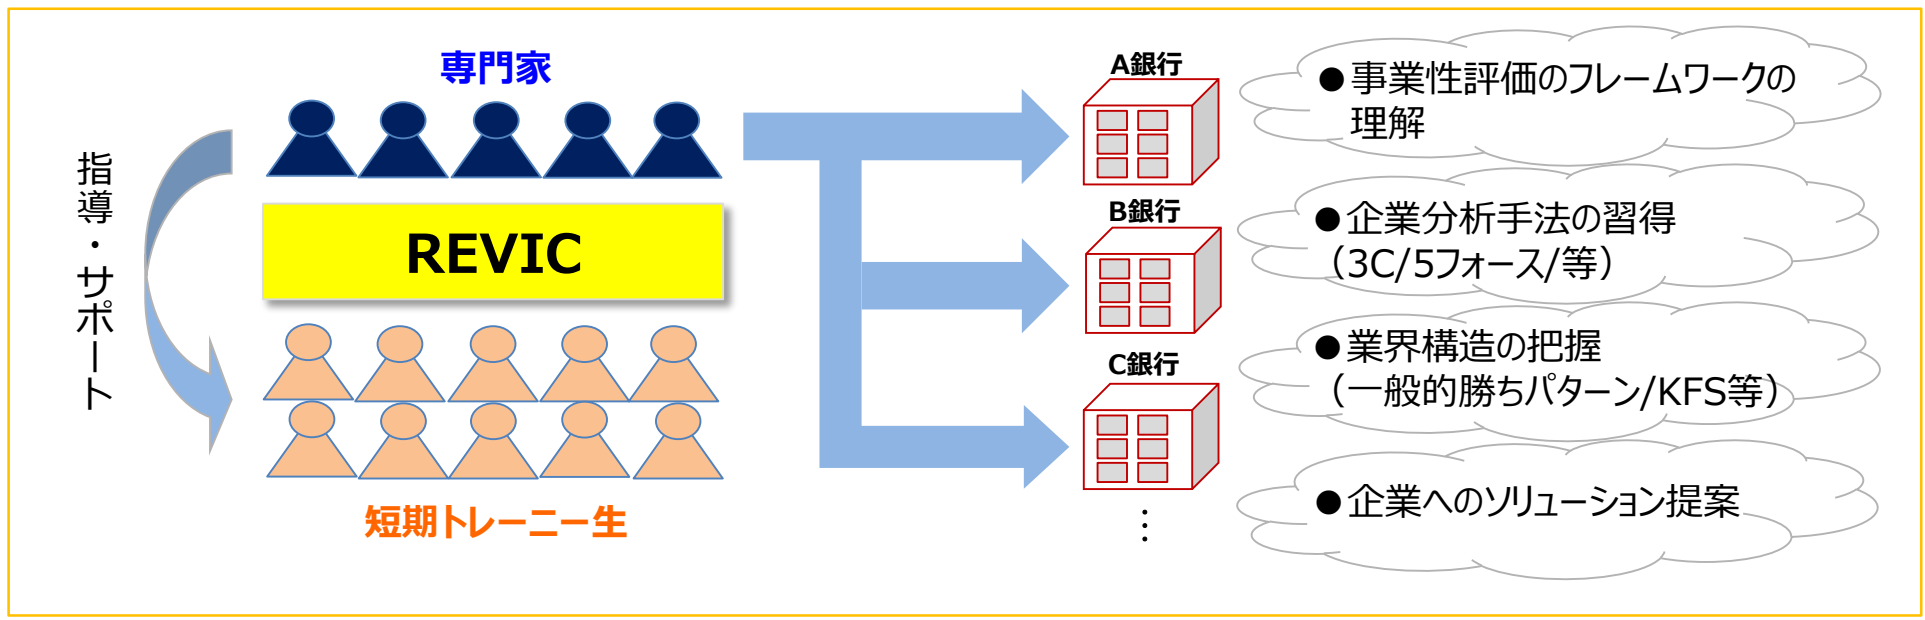 専門家
指導・サポート
REVIC
短期トレーニー生
A銀行
B銀行
C銀行
⋮
●事業性評価のフレームワークの
理解
●企業分析手法の習得
（3C/5フォース/等）
●業界構造の把握
（一般的勝ちパターン/KFS等）
●企業へのソリューション提案